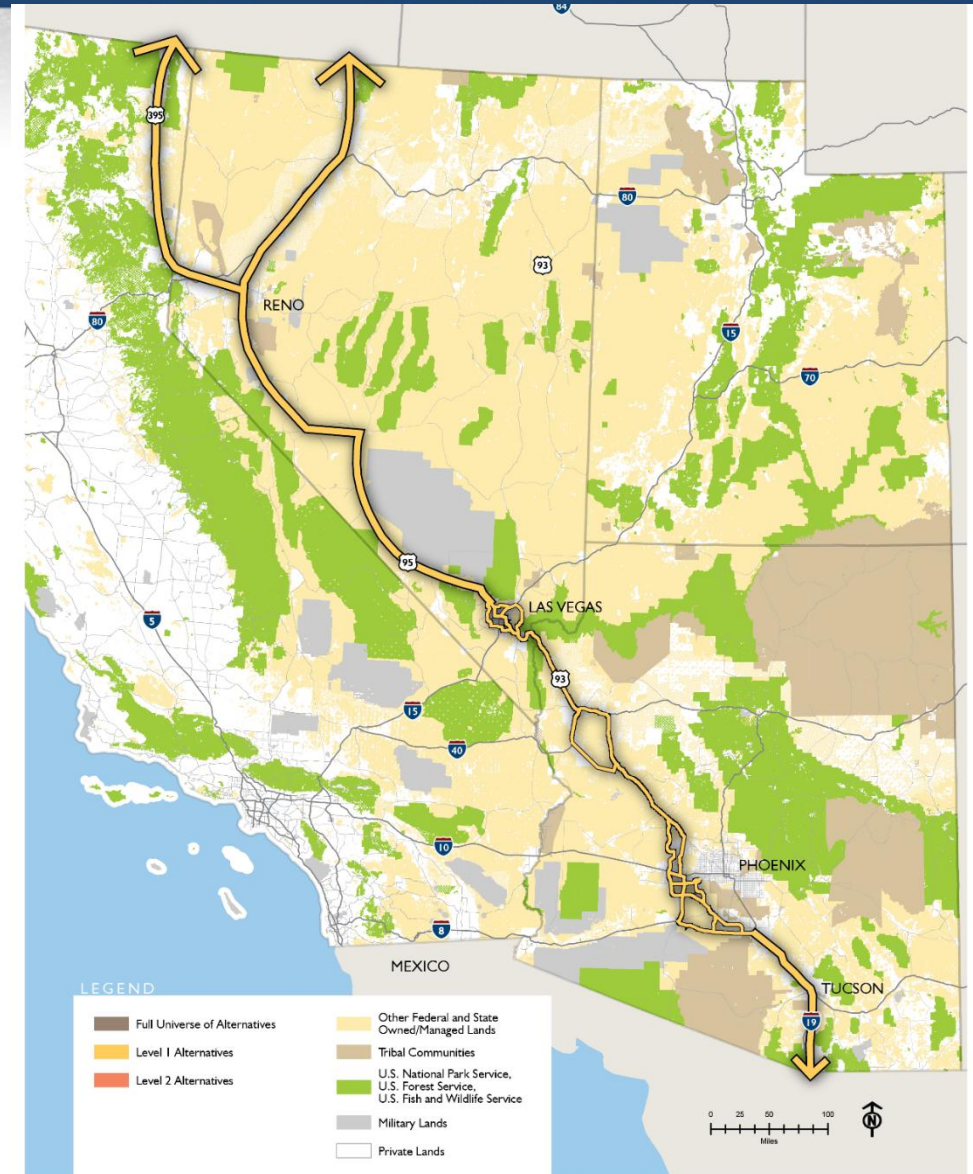 84
395
80
93
RENO
80
15
70
95
LAS VEGAS
5
93
15
40
10
PHOENIX
8
MEXICO
TUCSON
19
LEGEND
Full Universe of Alternatives
Level 1 Alternatives
Level 2 Alternatives
Other Federal and State
Owned/Managed Lands
Tribal Communities
U.S. National Park Service,
U.S. Forest Service,
U.S. Fish and Wildlife Service
Military Lands
Private Lands
0 25 50 100
Miles
N